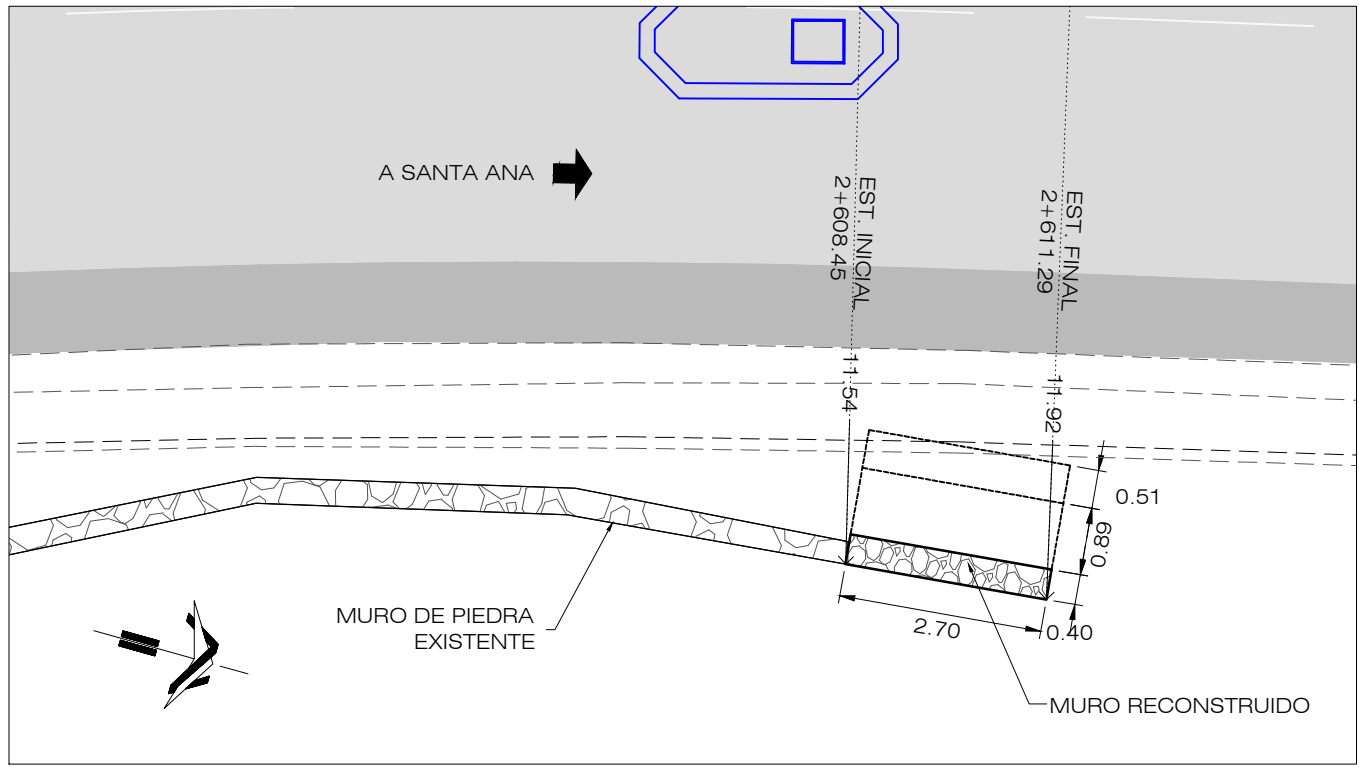 A SANTA ANA
EST. INICIAL
2+608.45
EST. FINAL
2+611.29
11.54
11.92
0.51
0.89
0.40
2.70
MURO DE PIEDRA
EXISTENTE
MURO RECONSTRUIDO